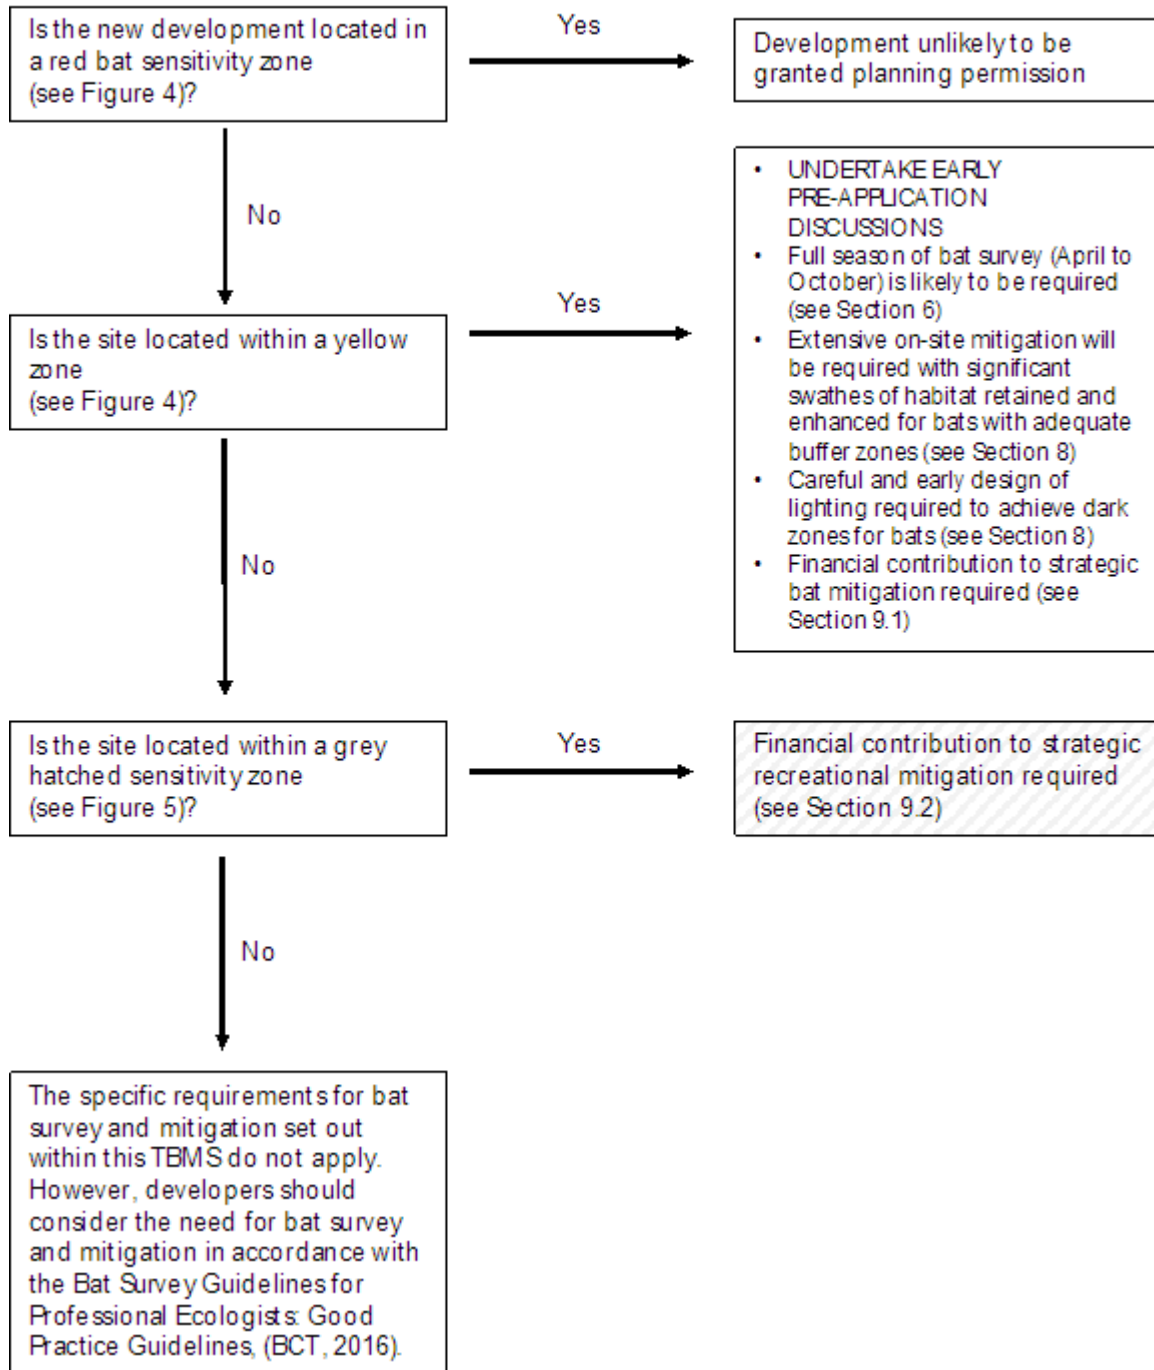 Is the new development located in
a red bat sensitivity zone
(see Figure 4)?
Yes
Development unlikely to be
granted planning permission
No
• UNDERTAKE EARLY
PRE-APPLICATION
DISCUSSIONS
• Full season of bat survey (April to
October) is likely to be required
(see Section 6)
• Extensive on-site mitigation will
be required with significant
swathes of habitat retained and
enhanced for bats with adequate
buffer zones (see Section 8)
• Careful and early design of
lighting required to achieve dark
zones for bats (see Section 8)
• Financial contribution to strategic
bat mitigation required (see
Section 9.1)
Is the site located within a yellow
zone
(see Figure 4)?
Yes
No
Is the site located within a grey
hatched sensitivity zone
(see Figure 5)?
Yes
Financial contribution to strategic
recreational mitigation required
(see Section 9.2)
No
The specific requirements for bat
survey and mitigation set out
within this TBMS do not apply.
However, developers should
consider the need for bat survey
and mitigation in accordance with
the Bat Survey Guidelines for
Professional Ecologists: Good
Practice Guidelines, (BCT, 2016).